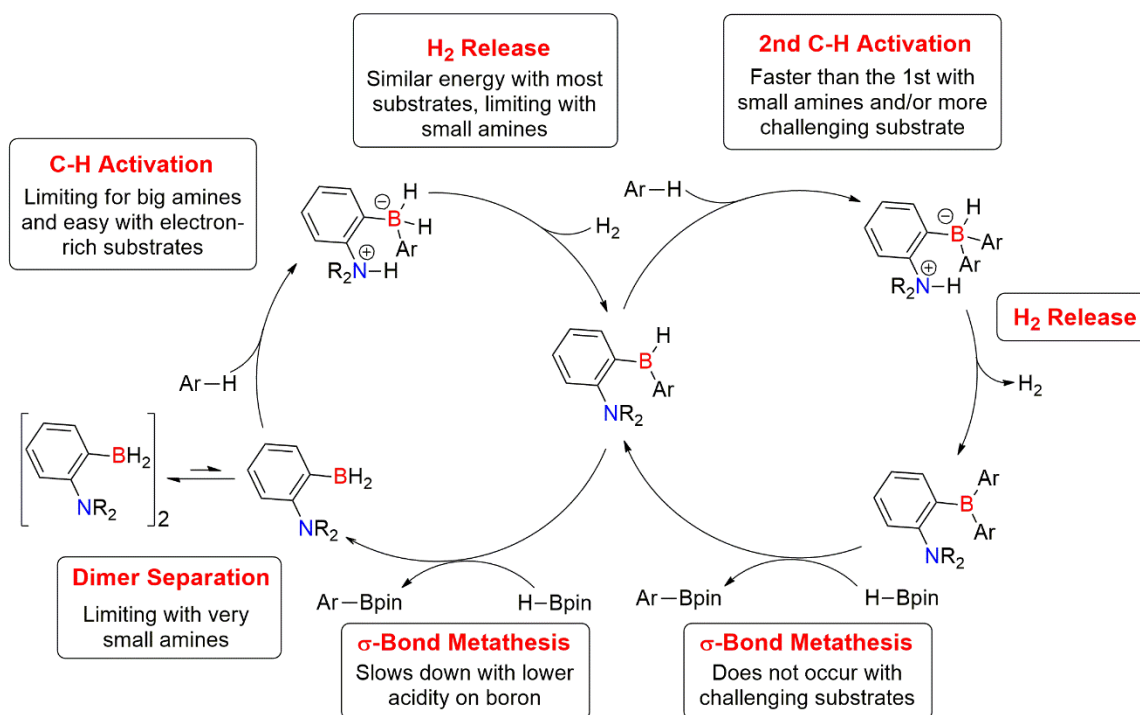 H₂ Release
Similar energy with most
substrates, limiting with
small amines
2nd C-H Activation
Faster than the 1st with
small amines and/or more
challenging substrate
C-H Activation
Limiting for big amines
and easy with electron-
rich substrates
H
⊖
B
H
Ar
⊕
R₂N–H
H₂
Ar–H
H
⊖
B
Ar
Ar
⊕
R₂N–H
H₂ Release
H₂
H
B
Ar
NR₂
Ar–H
BH₂
NR₂
2
BH₂
NR₂
Ar
B
Ar
NR₂
Dimer Separation
Limiting with very
small amines
Ar–Bpin
H–Bpin
Ar–Bpin
H–Bpin
σ-Bond Metathesis
Slows down with lower
acidity on boron
σ-Bond Metathesis
Does not occur with
challenging substrates